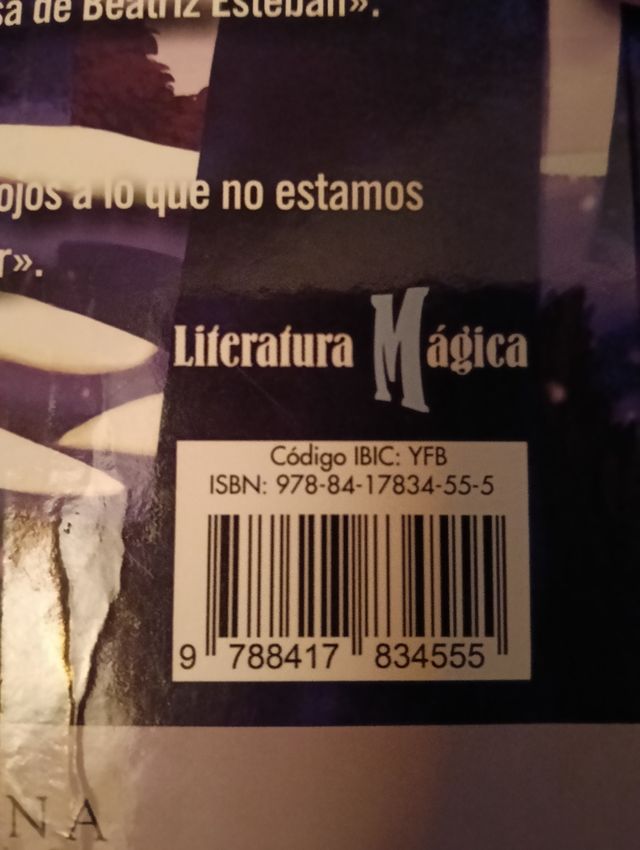 sa de Beatriz Esteban».
ojos a lo que no estamos
r».
Literatura Mágica
Código IBIC: YFB
ISBN: 978-84-17834-55-5
9 788417 834555
NA